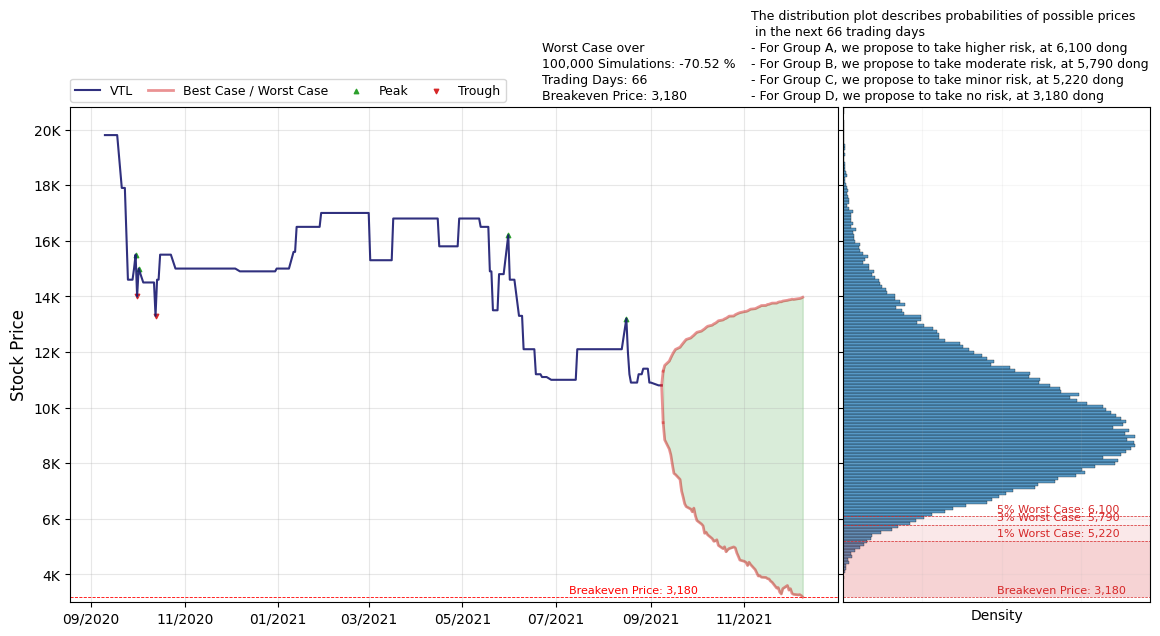 The distribution plot describes probabilities of possible prices
in the next 66 trading days
- For Group A, we propose to take higher risk, at 6,100 dong
- For Group B, we propose to take moderate risk, at 5,790 dong
- For Group C, we propose to take minor risk, at 5,220 dong
- For Group D, we propose to take no risk, at 3,180 dong
Worst Case over
100,000 Simulations: -70.52 %
Trading Days: 66
Breakeven Price: 3,180
VTL
Best Case / Worst Case
Peak
Trough
Stock Price
20K
18K
16K
14K
12K
10K
8K
6K
4K
Breakeven Price: 3,180
09/2020
11/2020
01/2021
03/2021
05/2021
07/2021
09/2021
11/2021
5% Worst Case: 6,100
3% Worst Case: 5,790
1% Worst Case: 5,220
Breakeven Price: 3,180
Density